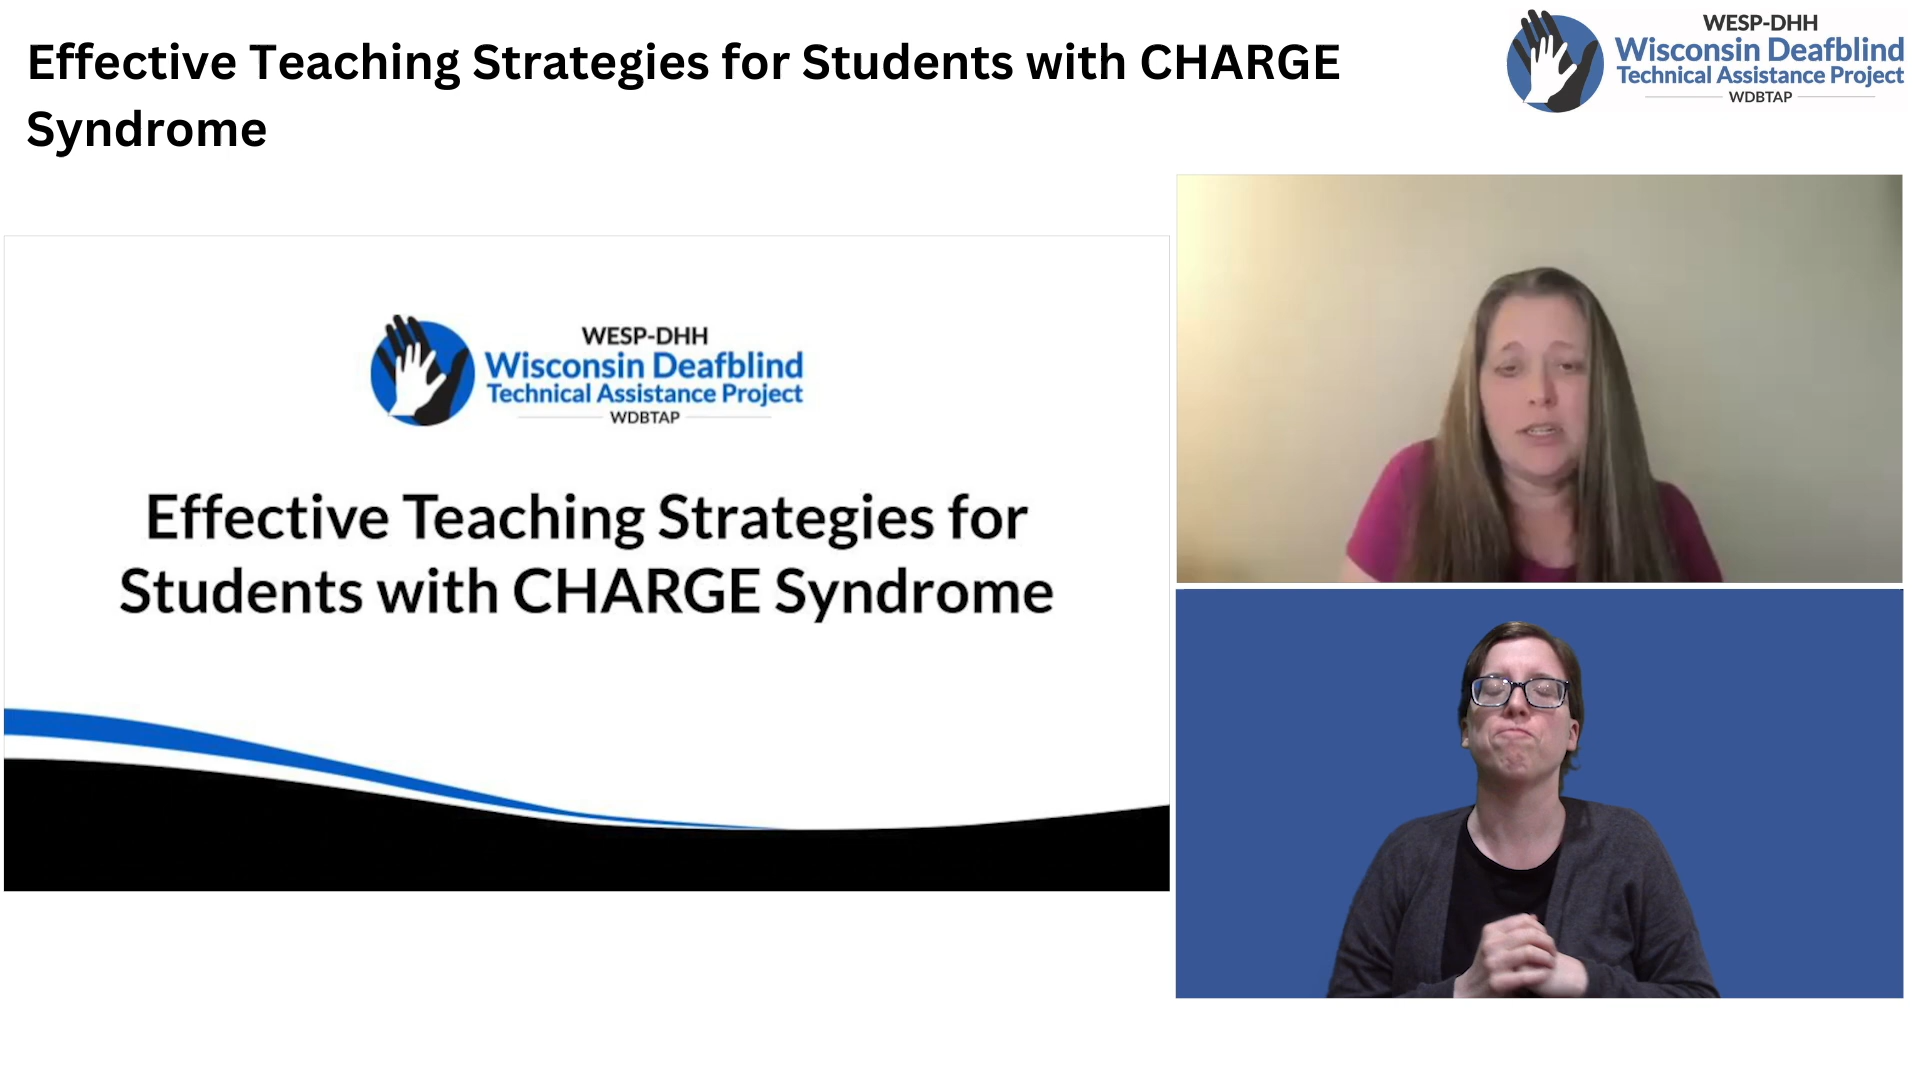 Effective Teaching Strategies for Students with CHARGE
Syndrome
WESP-DHH
Wisconsin Deafblind
Technical Assistance Project
WDBTAP
WESP-DHH
Wisconsin Deafblind
Technical Assistance Project
WDBTAP
Effective Teaching Strategies for
Students with CHARGE Syndrome